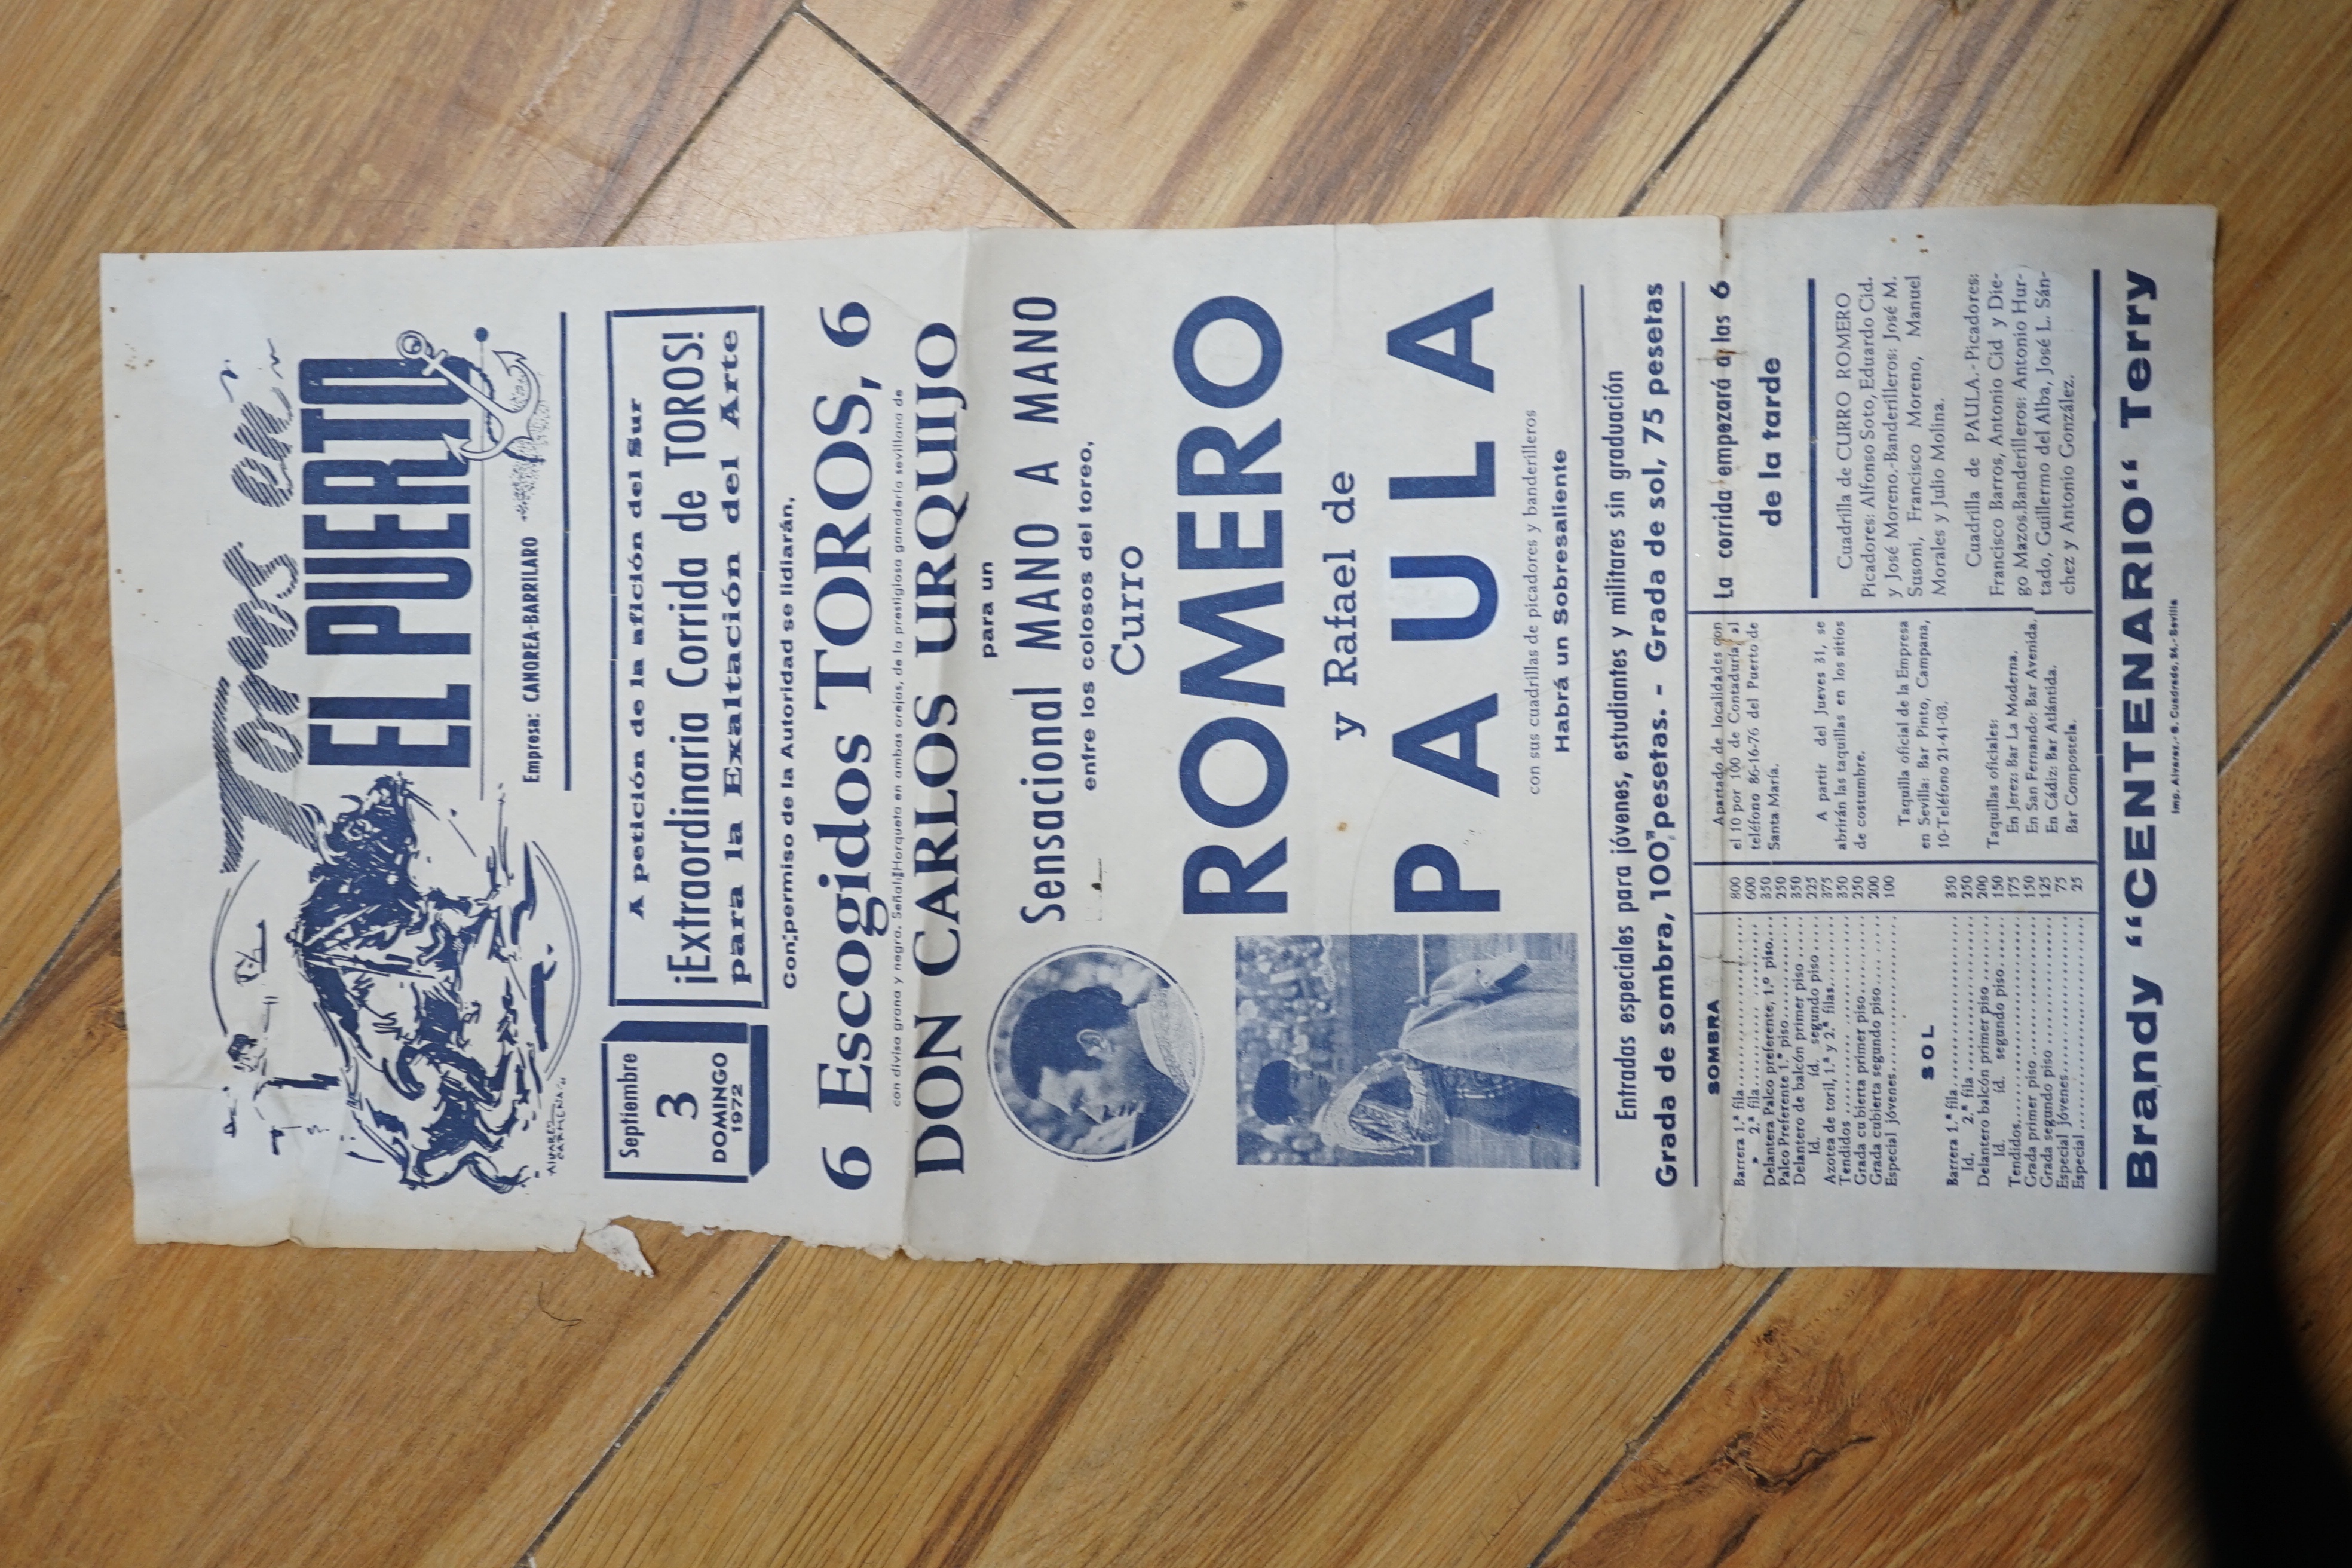 Toros en
EL PUERTO
Empresa: CANOREA-BARRILARO
ALVAREZ
CARMENA
Septiembre
3
DOMINGO
1972
A petición de la afición del Sur
¡Extraordinaria Corrida de TOROS!
para la Exaltación del Arte
Con permiso de la Autoridad se lidiarán,
6 Escogidos TOROS, 6
con divisa grana y negra. Señal: Horqueta en ambas orejas, de la prestigiosa ganadería sevillana de
DON CARLOS URQUIJO
para un
Sensacional MANO A MANO
entre los colosos del toreo,
Curro
ROMERO
y Rafael de
PAULA
con sus cuadrillas de picadores y banderilleros
Habrá un Sobresaliente
Entradas especiales para jóvenes, estudiantes y militares sin graduación
Grada de sombra, 100 pesetas. - Grada de sol, 75 pesetas
SOMBRA
Barrera 1.ª fila 800
» 2.ª fila 600
Delantera Palco preferente, 1.º piso 350
Palco Preferente 1.º piso 250
Delantero de balcón primer piso 350
Id. íd. segundo piso 225
Azotea de toril, 1.ª y 2.ª filas 375
Tendidos 350
Grada cubierta primer piso 250
Grada cubierta segundo piso 200
Especial jóvenes 100
SOL
Barrera 1.ª fila 350
Id. 2.ª fila 250
Delantero balcón primer piso 200
Id. íd. segundo piso 150
Tendidos 175
Grada primer piso 150
Grada segundo piso 125
Especial jóvenes 75
Especial 25
Apartado de localidades con
el 10 por 100 de Contaduría, al
teléfono 86-16-76 del Puerto de
Santa María.
A partir del Jueves 31, se
abrirán las taquillas en los sitios
de costumbre.
Taquilla oficial de la Empresa
en Sevilla: Bar Pinto, Campana,
10-Teléfono 21-41-03.
Taquillas oficiales:
En Jerez: Bar La Moderna.
En San Fernando: Bar Avenida.
En Cádiz: Bar Atlántida.
Bar Compostela.
La corrida empezará a las 6
de la tarde
Cuadrilla de CURRO ROMERO
Picadores: Alfonso Soto, Eduardo Cid.
y José Moreno.-Banderilleros: José M.
Susoni, Francisco Moreno, Manuel
Morales y Julio Molina.
Cuadrilla de PAULA.-Picadores:
Francisco Barros, Antonio Cid y Die-
go Mazos.Banderilleros: Antonio Hur-
tado, Guillermo del Alba, José L. Sán-
chez y Antonio González.
Brandy “CENTENARIO“ Terry
Imp. Alvarez.- S. Cuadrado, 24.- Sevilla